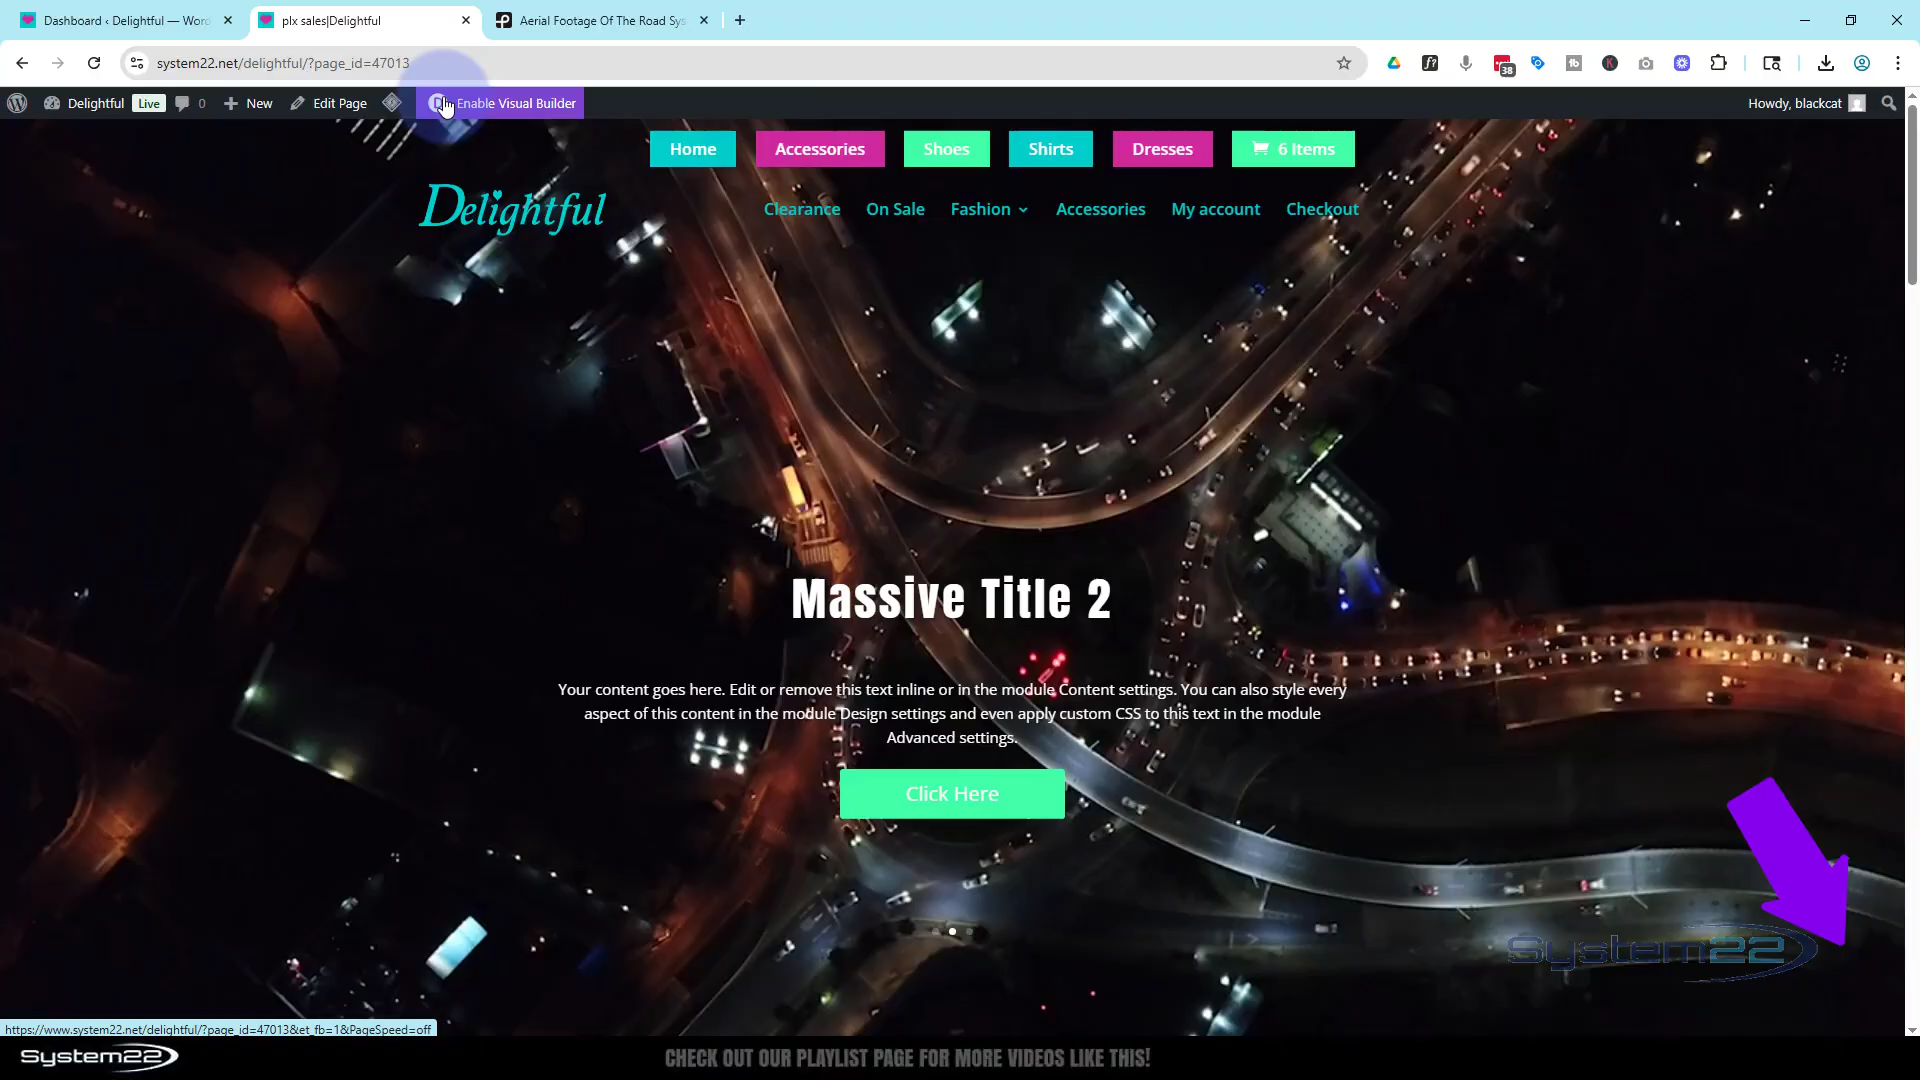 Dashboard ‹ Delightful — Word
plx sales|Delightful
Aerial Footage Of The Road Sys
system22.net/delightful/?page_id=47013
38
Delightful Live 0 New Edit Page Enable Visual Builder
Howdy, blackcat
Home Accessories Shoes Shirts Dresses 6 Items
Delightful
Clearance On Sale Fashion Accessories My account Checkout
Massive Title 2
Your content goes here. Edit or remove this text inline or in the module Content settings. You can also style every
aspect of this content in the module Design settings and even apply custom CSS to this text in the module
Advanced settings.
Click Here
System22
https://www.system22.net/delightful/?page_id=47013&et_fb=1&PageSpeed=off
System22
CHECK OUT OUR PLAYLIST PAGE FOR MORE VIDEOS LIKE THIS!